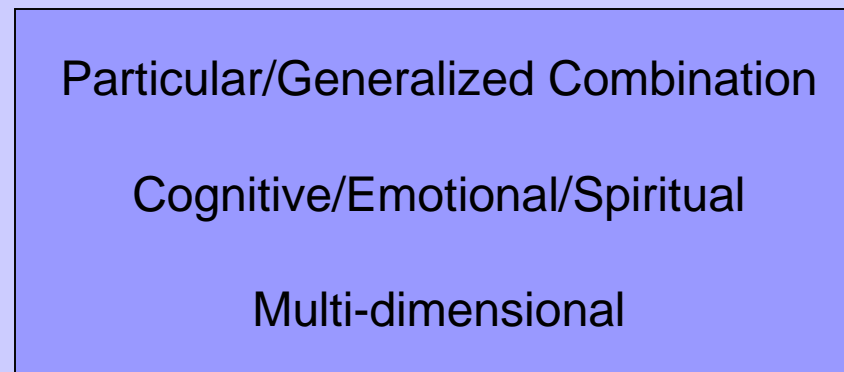 Particular/Generalized Combination
Cognitive/Emotional/Spiritual
Multi-dimensional